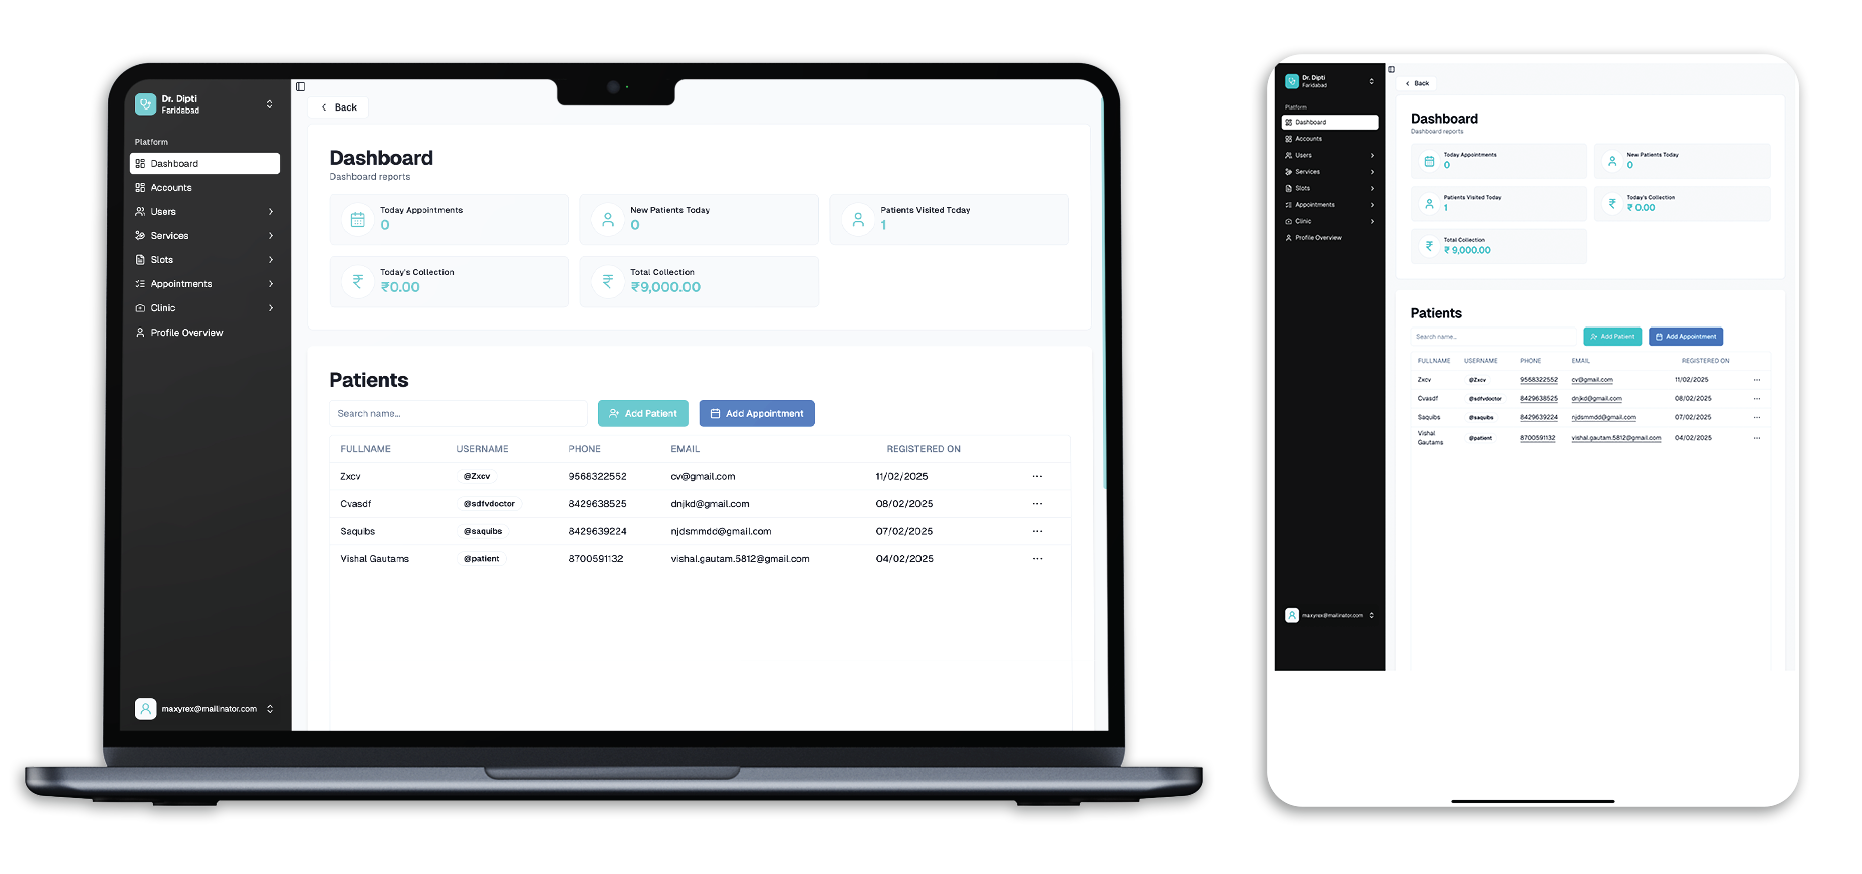 Dr. Dipti
Faridabad
Platform
Dashboard
Accounts
Users
Services
Slots
Appointments
Clinic
Profile Overview
maxyrex@mailinator.com
Back
Dashboard
Dashboard reports
Today Appointments
0
New Patients Today
0
Patients Visited Today
1
Today's Collection
₹0.00
Total Collection
₹9,000.00
Patients
Search name...
Add Patient
Add Appointment
FULLNAME USERNAME PHONE EMAIL REGISTIERED ON
Zxcv @Zxcv 9568322552 cv@gmail.com 11/02/2025 ...
Cvasdf @sdfvdoctor 8429638525 dnjkd@gmail.com 08/02/2025 ...
Saquibs @saquibs 8429639224 njdsmmdd@gmail.com 07/02/2025 ...
Vishal Gautams @patient 8700591132 vishal.gautam.5812@gmail.com 04/02/2025 ...
Dr. Dipti
Faridabad
Platform
Dashboard
Accounts
Users
Services
Slots
Appointments
Clinic
Profile Overview
maxyrex@mailinator.com
Back
Dashboard
Dashboard reports
Today Appointments
0
New Patients Today
0
Patients Visited Today
1
Today's Collection
₹ 0.00
Total Collection
₹ 9,000.00
Patients
Search name...
Add Patient
Add Appointment
FULLNAME USERNAME PHONE EMAIL REGISTERED ON
Zxcv @Zxcv 9568322552 cv@gmail.com 11/02/2025 ...
Cvasdf @sdfvdoctor 8429638525 dnjkd@gmail.com 08/02/2025 ...
Saquibs @saquibs 8429639224 njdsmmdd@gmail.com 07/02/2025 ...
Vishal
Gautams @patient 8700591132 vishal.gautam.5812@gmail.com 04/02/2025 ...